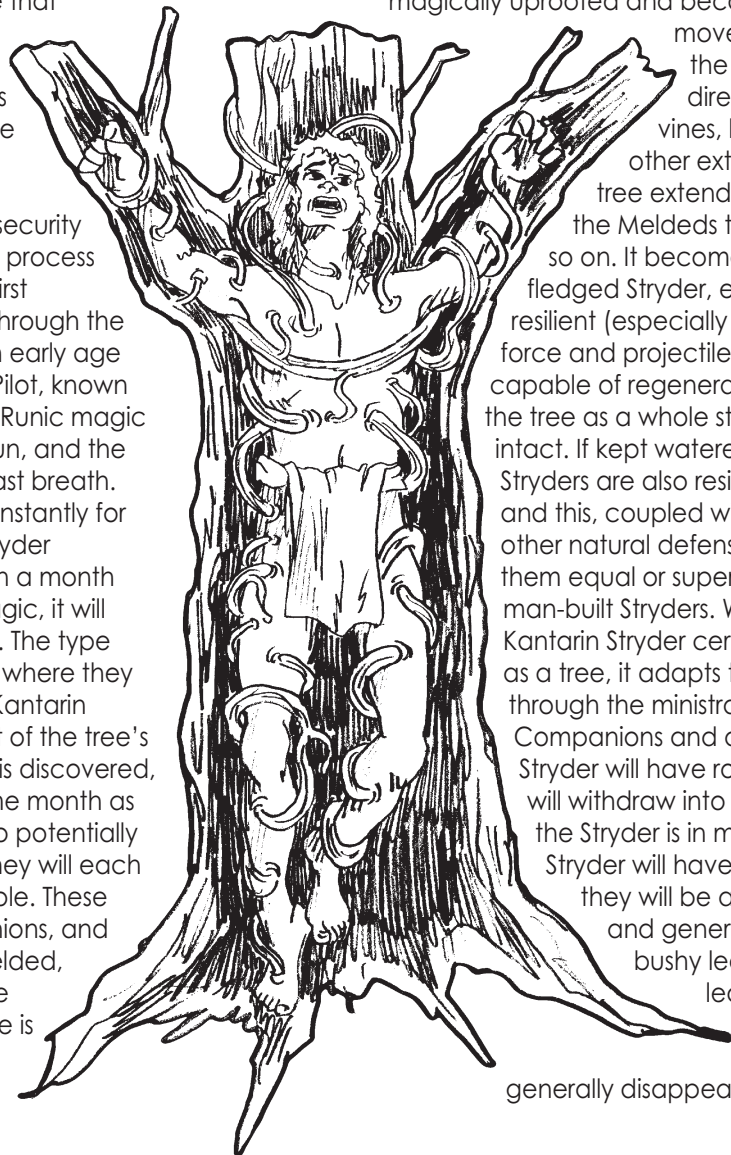 e that
s
e
security
process
irst
hrough the
n early age
Pilot, known
Runic magic
un, and the
ast breath.
nstantly for
yder
n a month
agic, it will
. The type
where they
Kantarin
t of the tree's
is discovered,
ne month as
o potentially
hey will each
ble. These
nions, and
elded,
e
e is
magically uprooted and beco
move
the
dire
vines, l
other ext
tree extend
the Meldeds t
so on. It become
fledged Stryder, e
resilient (especially
force and projectile
capable of regenera
the tree as a whole st
intact. If kept watere
Stryders are also resi
and this, coupled w
other natural defens
them equal or super
man-built Stryders. W
Kantarin Stryder cer
as a tree, it adapts t
through the ministra
Companions and c
Stryder will have ro
will withdraw into
the Stryder is in m
Stryder will have
they will be a
and gener
bushy lea
lea
generally disappea